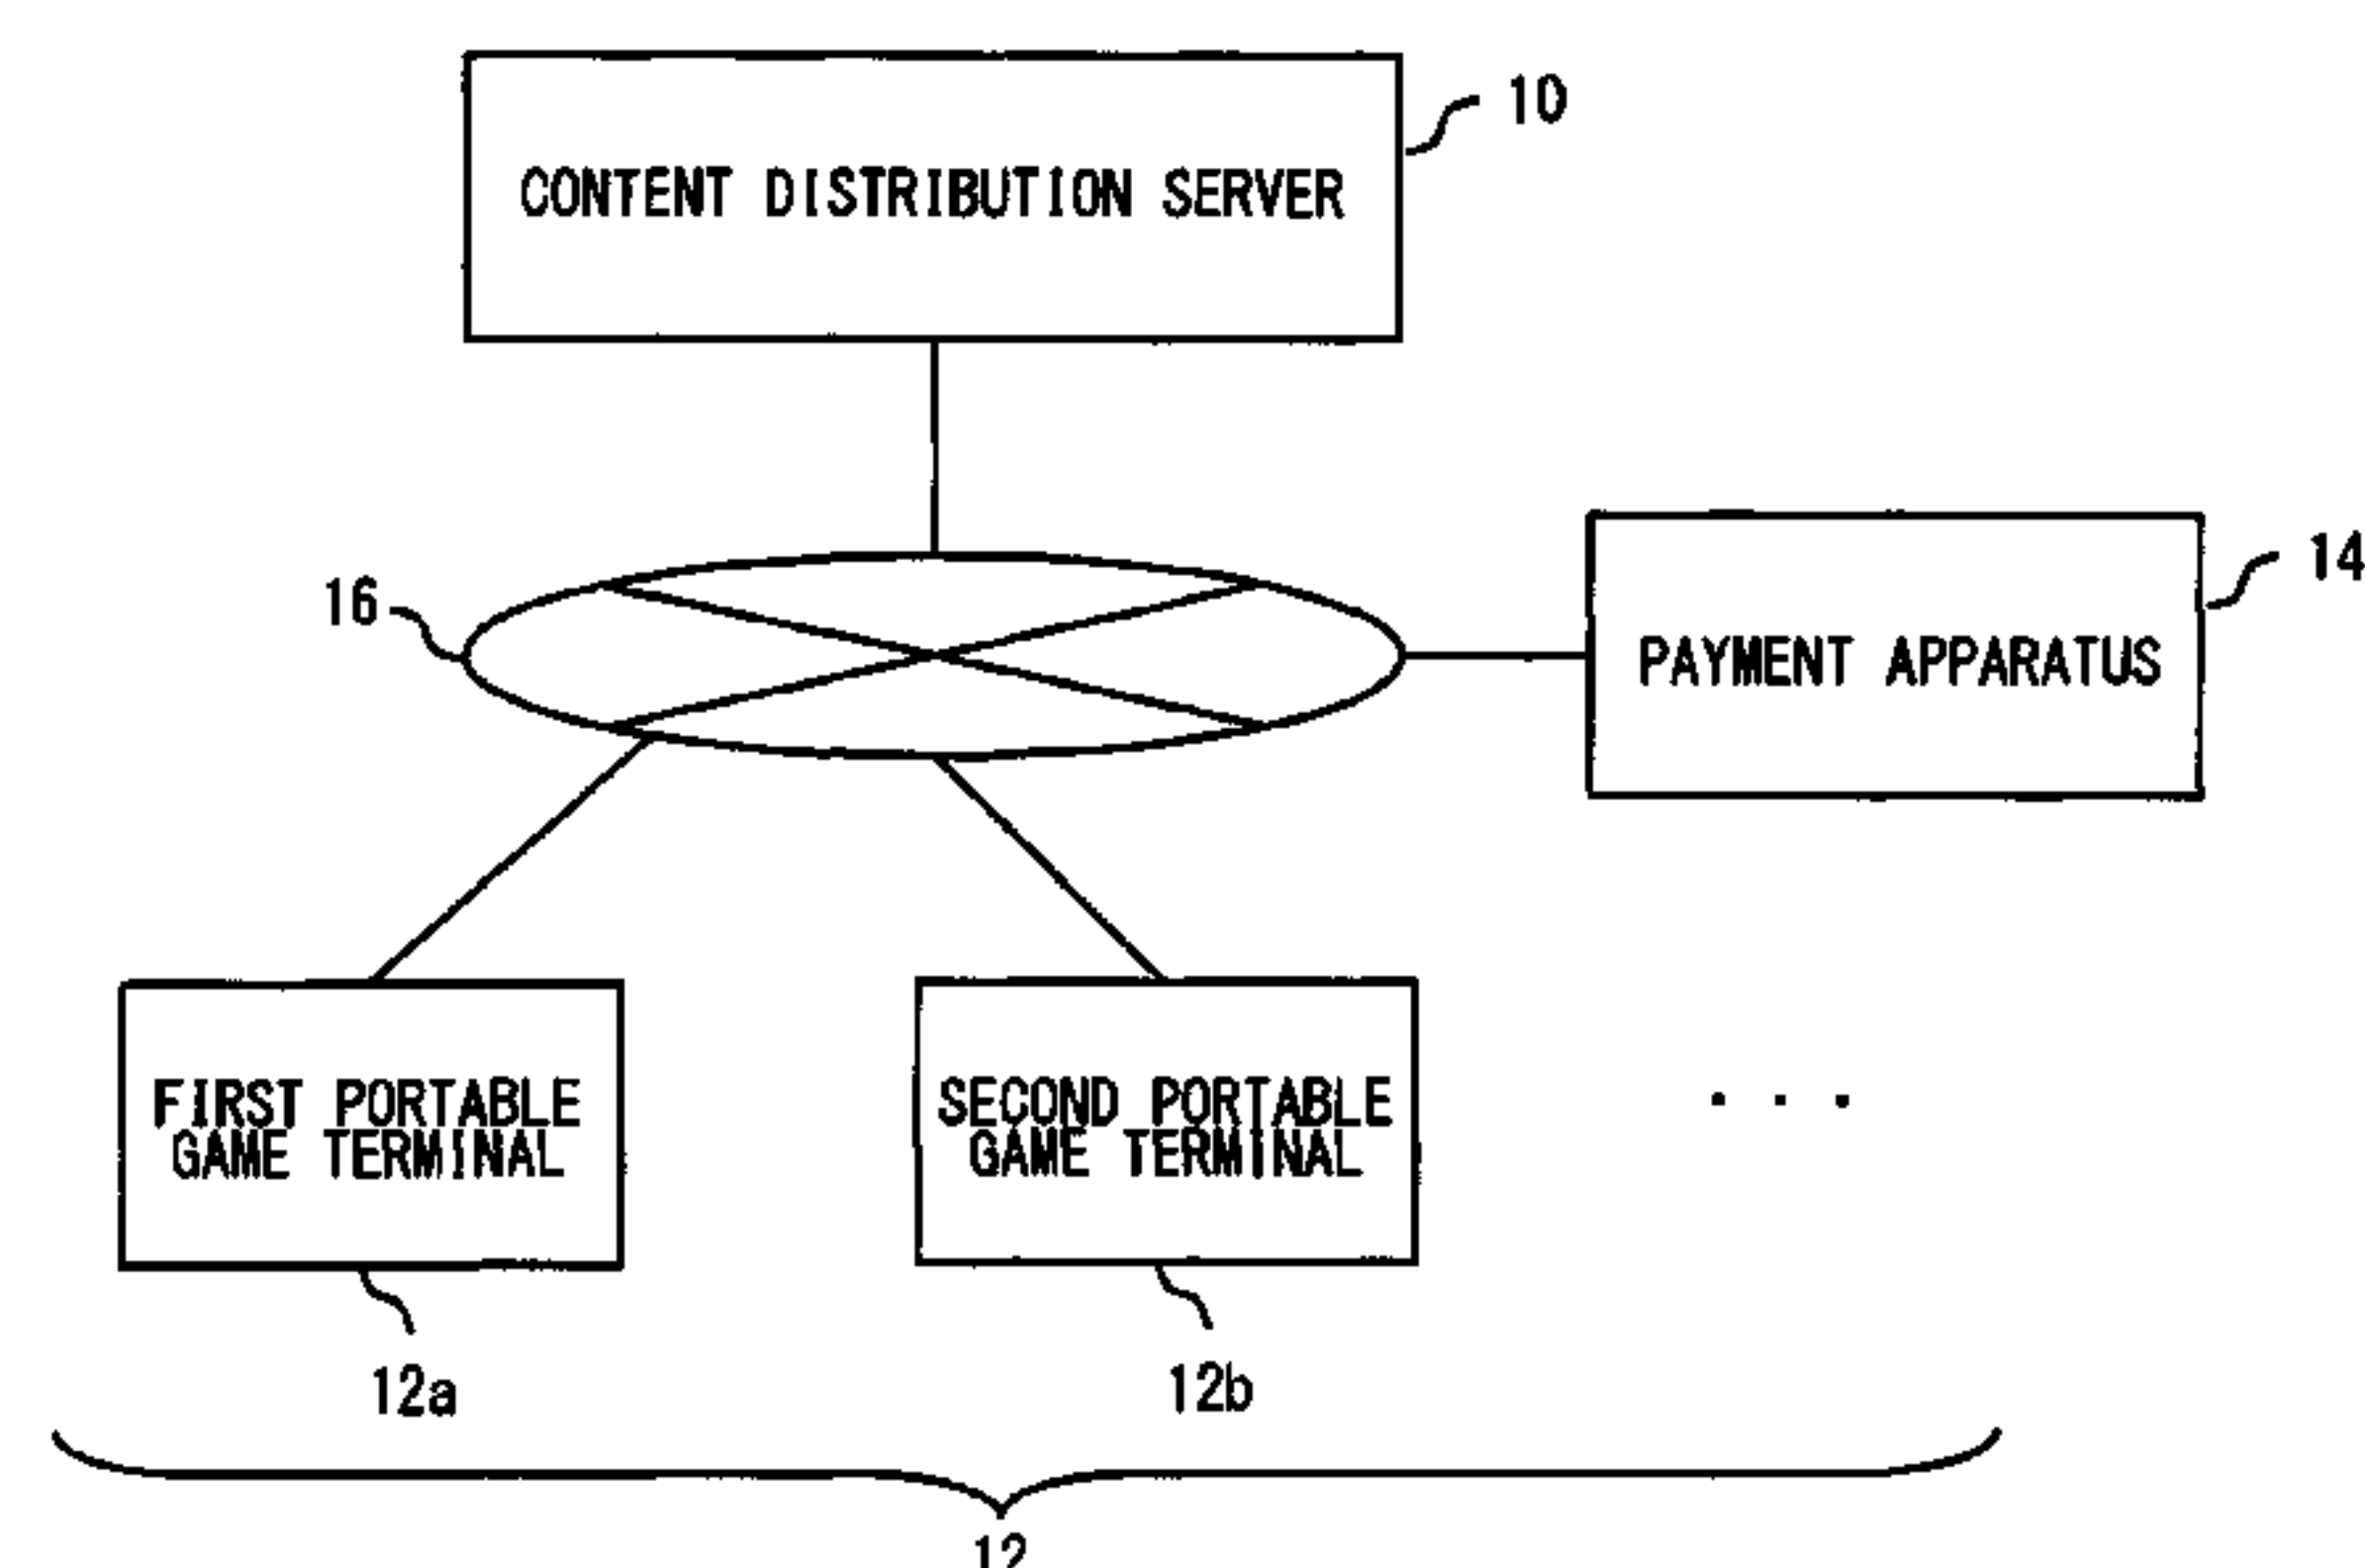 10
CONTENT DISTRIBUTION SERVER
16
14
PAYMENT APPARATUS
FIRST PORTABLE
GAME TERMINAL
SECOND PORTABLE
GAME TERMINAL
. . .
12a
12b
12